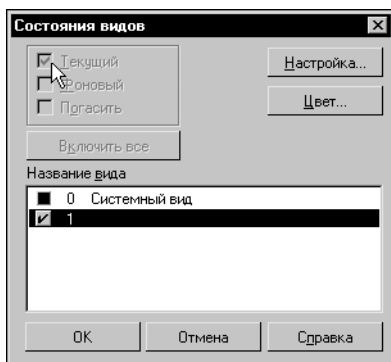 Состояния видов
Текущий
Настройка...
Фоновый
Погасить
Цвет...
Включить все
Название вида
0 Системный вид
1
OK Отмена Справка